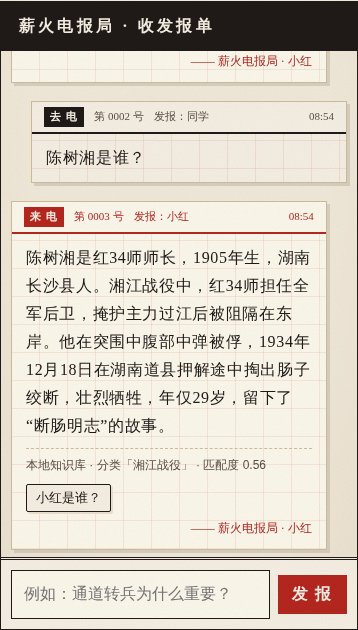 薪火电报局 · 收发报单
—— 薪火电报局 · 小红
去电 第 0002 号 发报：同学 08:54
陈树湘是谁？
来电 第 0003 号 发报：小红 08:54
陈树湘是红34师师长，1905年生，湖南
长沙县人。湘江战役中，红34师担任全
军后卫，掩护主力过江后被阻隔在东
岸。他在突围中腹部中弹被俘，1934年
12月18日在湖南道县押解途中掏出肠子
绞断，壮烈牺牲，年仅29岁，留下了
“断肠明志”的故事。
本地知识库 · 分类「湘江战役」 · 匹配度 0.56
小红是谁？
—— 薪火电报局 · 小红
例如：通道转兵为什么重要？
发报